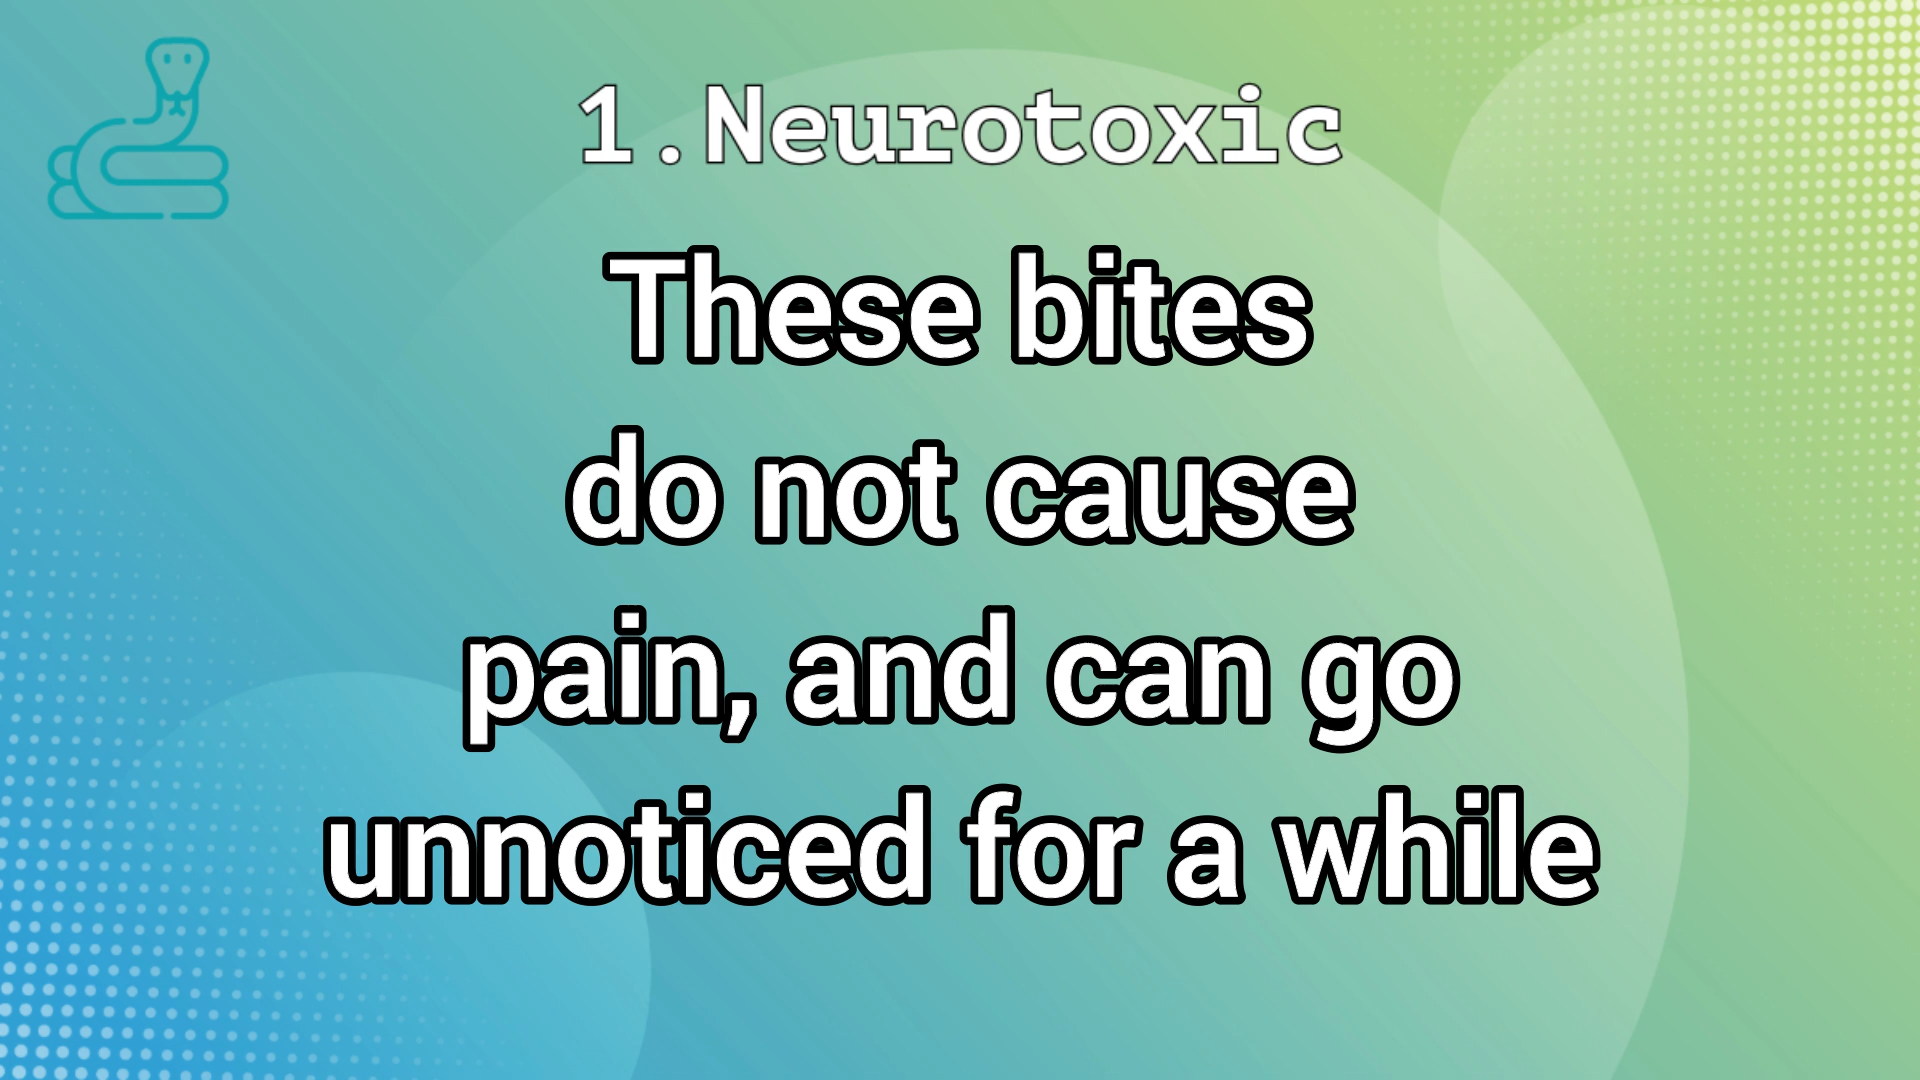 1.Neurotoxic
These bites
do not cause
pain, and can go
unnoticed for a while